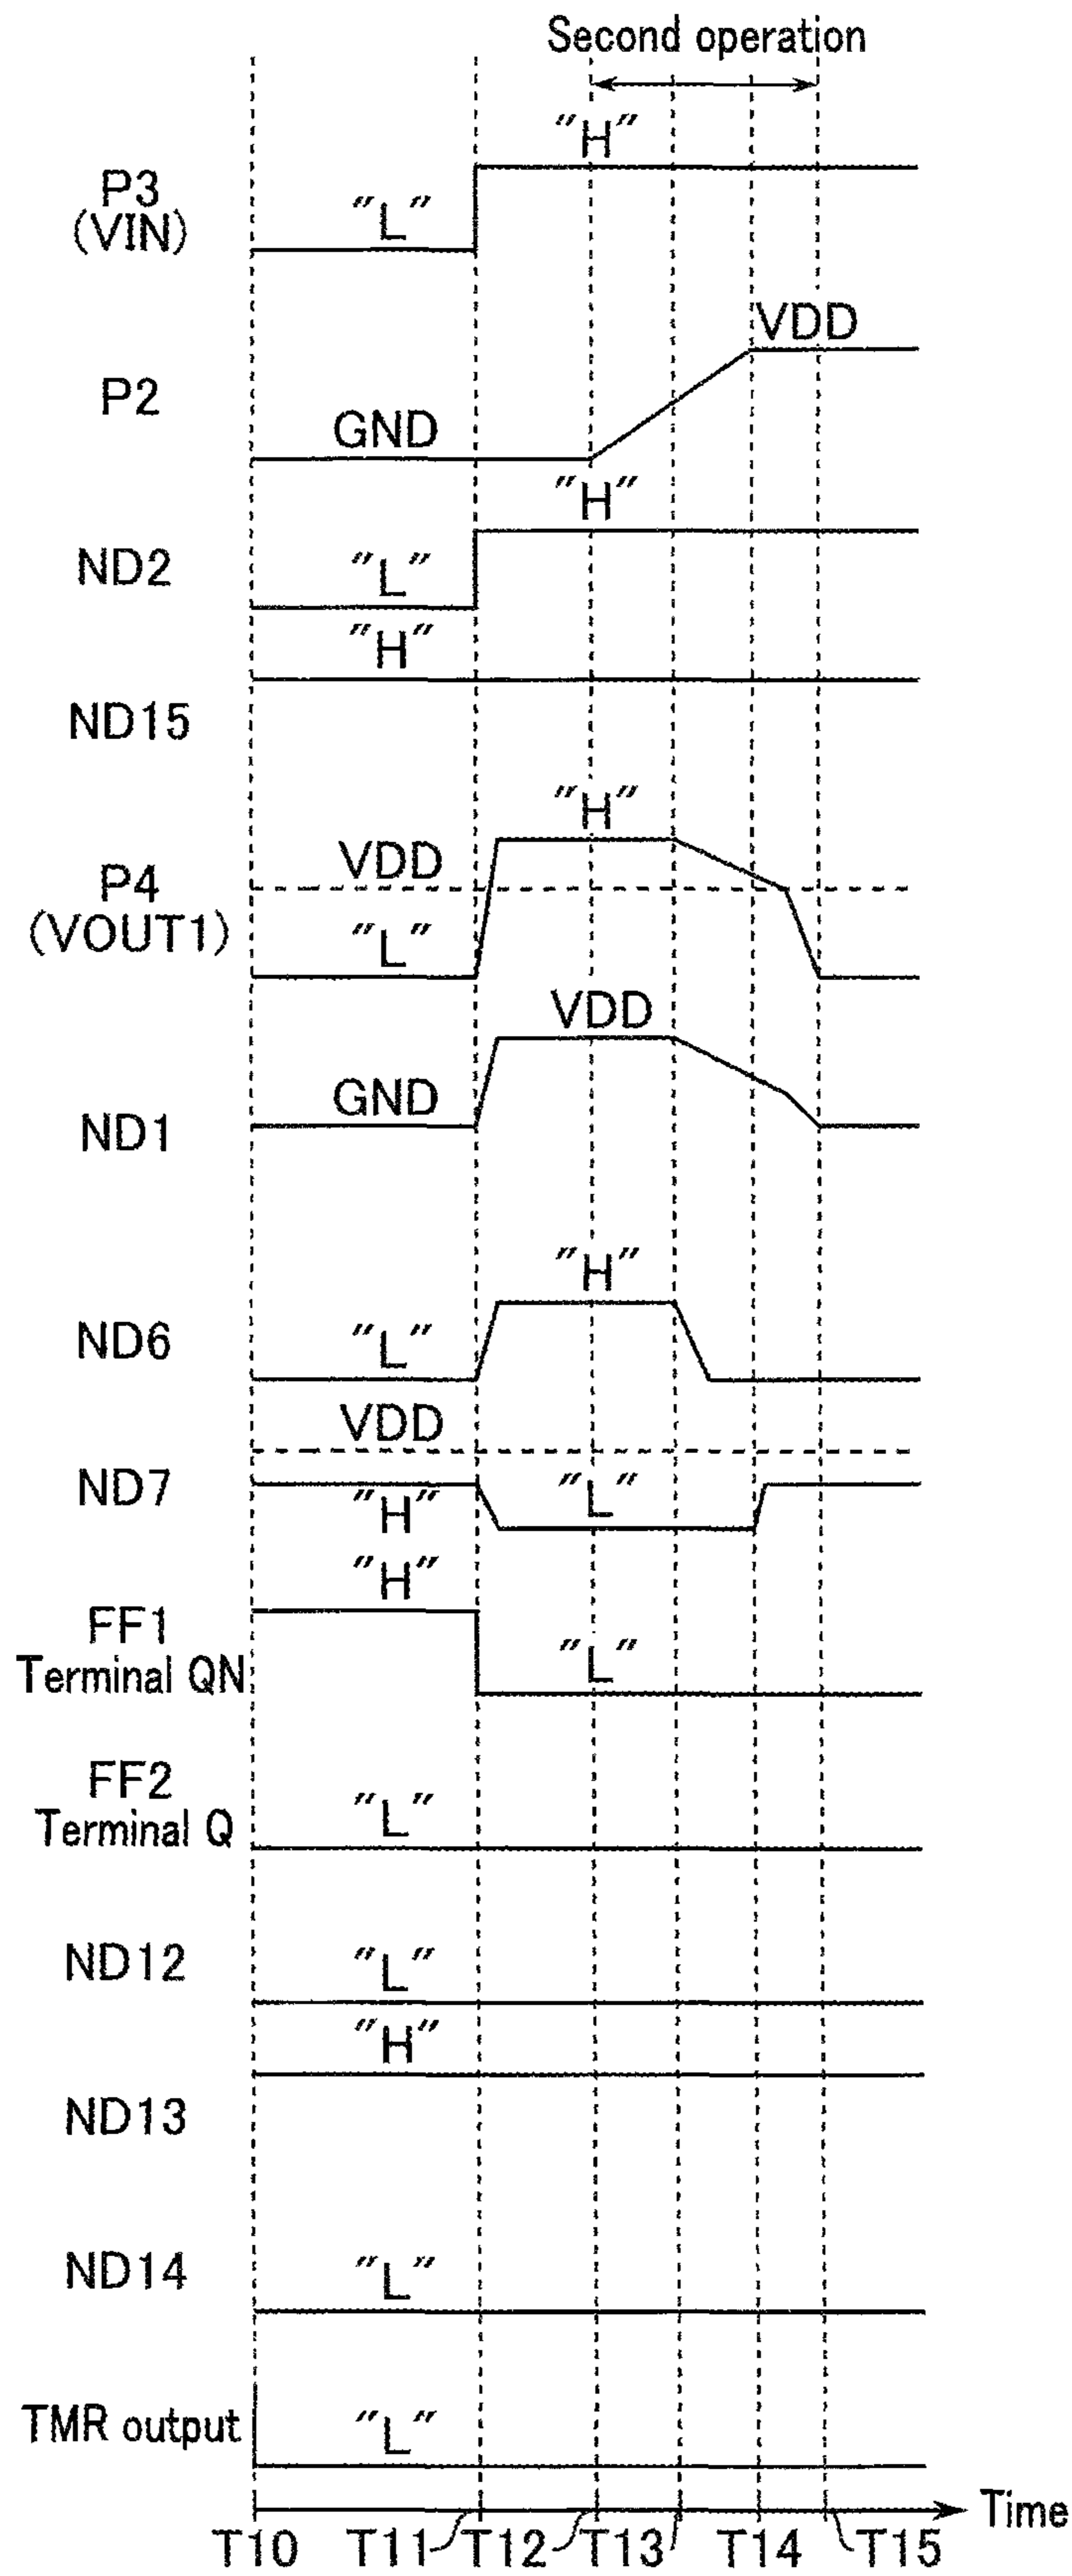 Second operation
"H"
P3
(VIN)
"L"
VDD
P2
GND
"H"
ND2
"L"
"H"
ND15
"H"
VDD
P4
(VOUT1)
"L"
VDD
GND
ND1
"H"
ND6
"L"
VDD
ND7
"L"
"H"
"H"
FF1
Terminal QN
"L"
FF2
Terminal Q
"L"
ND12
"L"
"H"
ND13
ND14
"L"
TMR output
"L"
Time
T10 T11 T12 T13 T14 T15